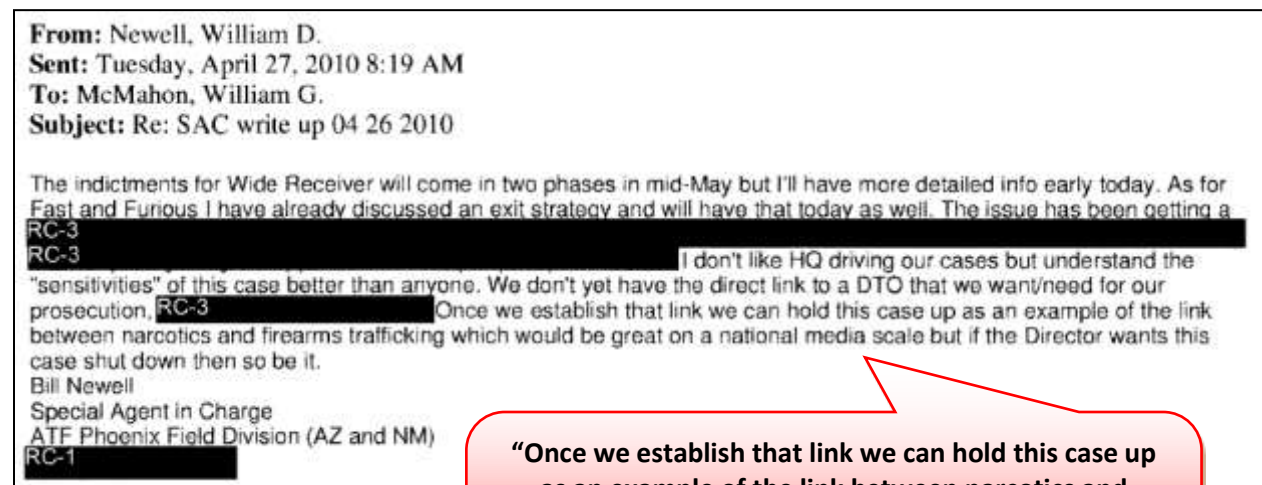 From: Newell, William D.
Sent: Tuesday, April 27, 2010 8:19 AM
To: McMahon, William G.
Subject: Re: SAC write up 04 26 2010
The indictments for Wide Receiver will come in two phases in mid-May but I'll have more detailed info early today. As for
Fast and Furious I have already discussed an exit strategy and will have that today as well. The issue has been getting a
RC-3
RC-3 I don't like HQ driving our cases but understand the
"sensitivities" of this case better than anyone. We don't yet have the direct link to a DTO that we want/need for our
prosecution, RC-3 Once we establish that link we can hold this case up as an example of the link
between narcotics and firearms trafficking which would be great on a national media scale but if the Director wants this
case shut down then so be it.
Bill Newell
Special Agent in Charge
ATF Phoenix Field Division (AZ and NM)
RC-1
“Once we establish that link we can hold this case up
as an example of the link between narcotics and